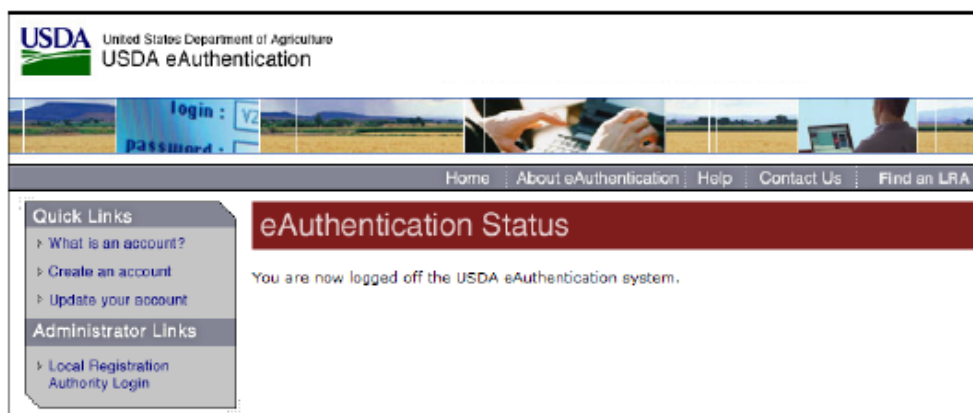 USDA United States Department of Agriculture
USDA eAuthentication
login :
password :
Home About eAuthentication Help Contact Us Find an LRA
Quick Links
What is an account?
Create an account
Update your account
Administrator Links
Local Registration
Authority Login
eAuthentication Status
You are now logged off the USDA eAuthentication system.